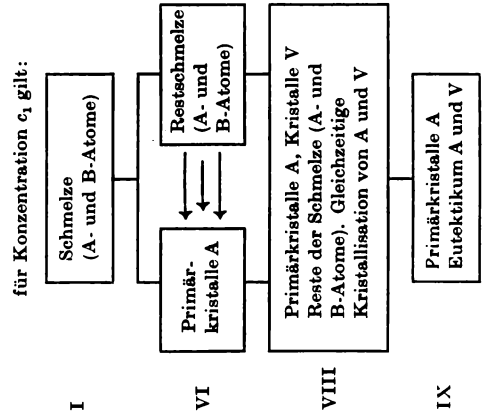 für Konzentration c₁ gilt:
I
Schmelze
(A- und B-Atome)
VI
Primär-
kristalle A
Restschmelze
(A- und
B-Atome)
VIII
Primärkristalle A, Kristalle V
Reste der Schmelze (A- und
B-Atome). Gleichzeitige
Kristallisation von A und V
IX
Primärkristalle A
Eutektikum A und V